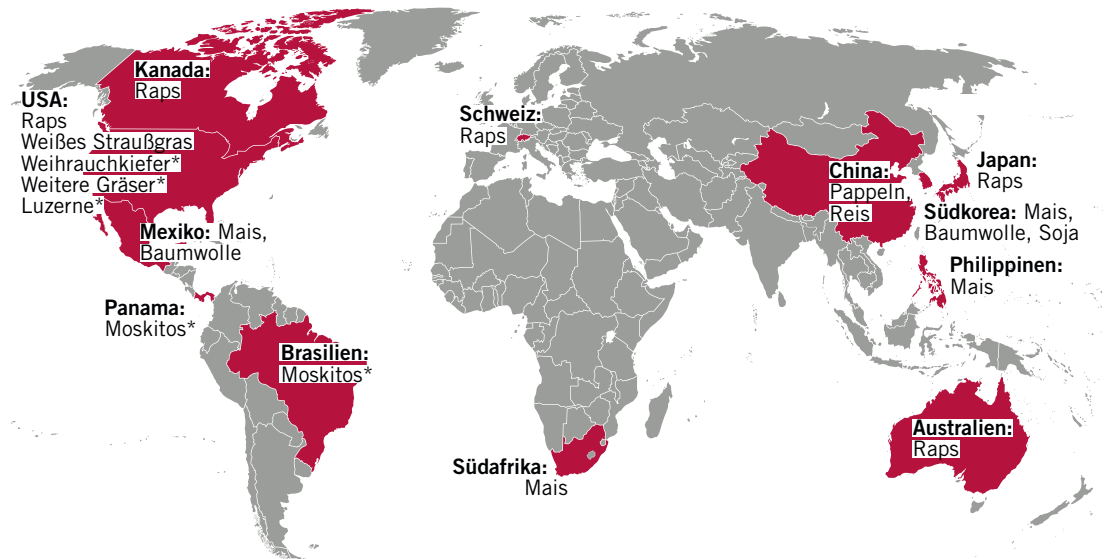 Kanada:
Raps
USA:
Raps
Weißes Straußgras
Weihrauchkiefer*
Weitere Gräser*
Luzerne*
Mexiko: Mais,
Baumwolle
Panama:
Moskitos*
Brasilien:
Moskitos*
Schweiz:
Raps
Südafrika:
Mais
China:
Pappeln,
Reis
Japan:
Raps
Südkorea: Mais,
Baumwolle, Soja
Philippinen:
Mais
Australien:
Raps